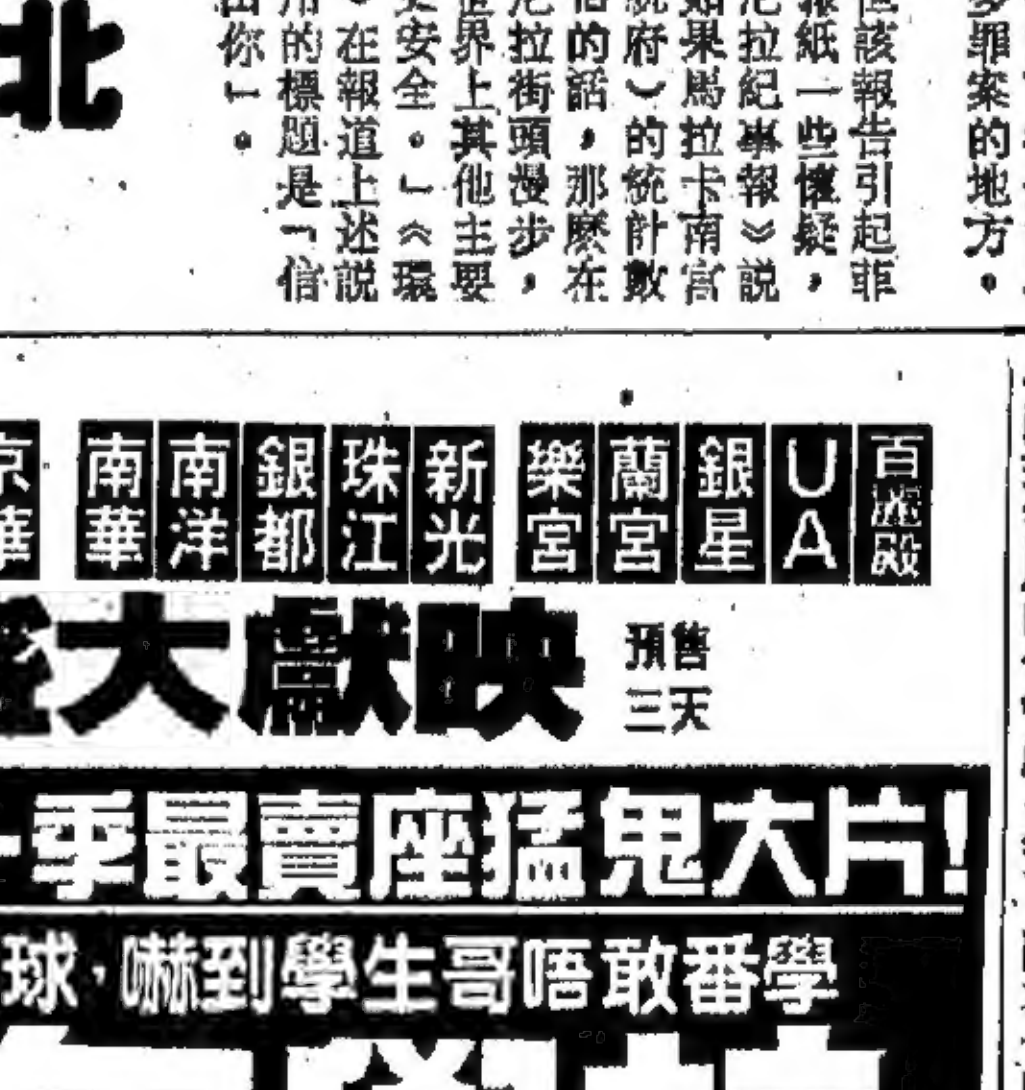 罪案的地方。
該報告引起菲
報紙一些懷疑，
尼拉紀事報》說
如果馬拉卡南宮
統府）的統計數
的話，那麽在
尼拉街頭漫步，
世界上其他主要
更安全。」《環
。在報道上述説
用的標題是「信
由你」。
北
百麗殿
UA
銀星
蘭宮
樂宮
新光
珠江
銀都
南洋
南華
京華
大獻映
預售
三天
季最賣座猛鬼大片!
球·嚇到學生哥唔敢番學